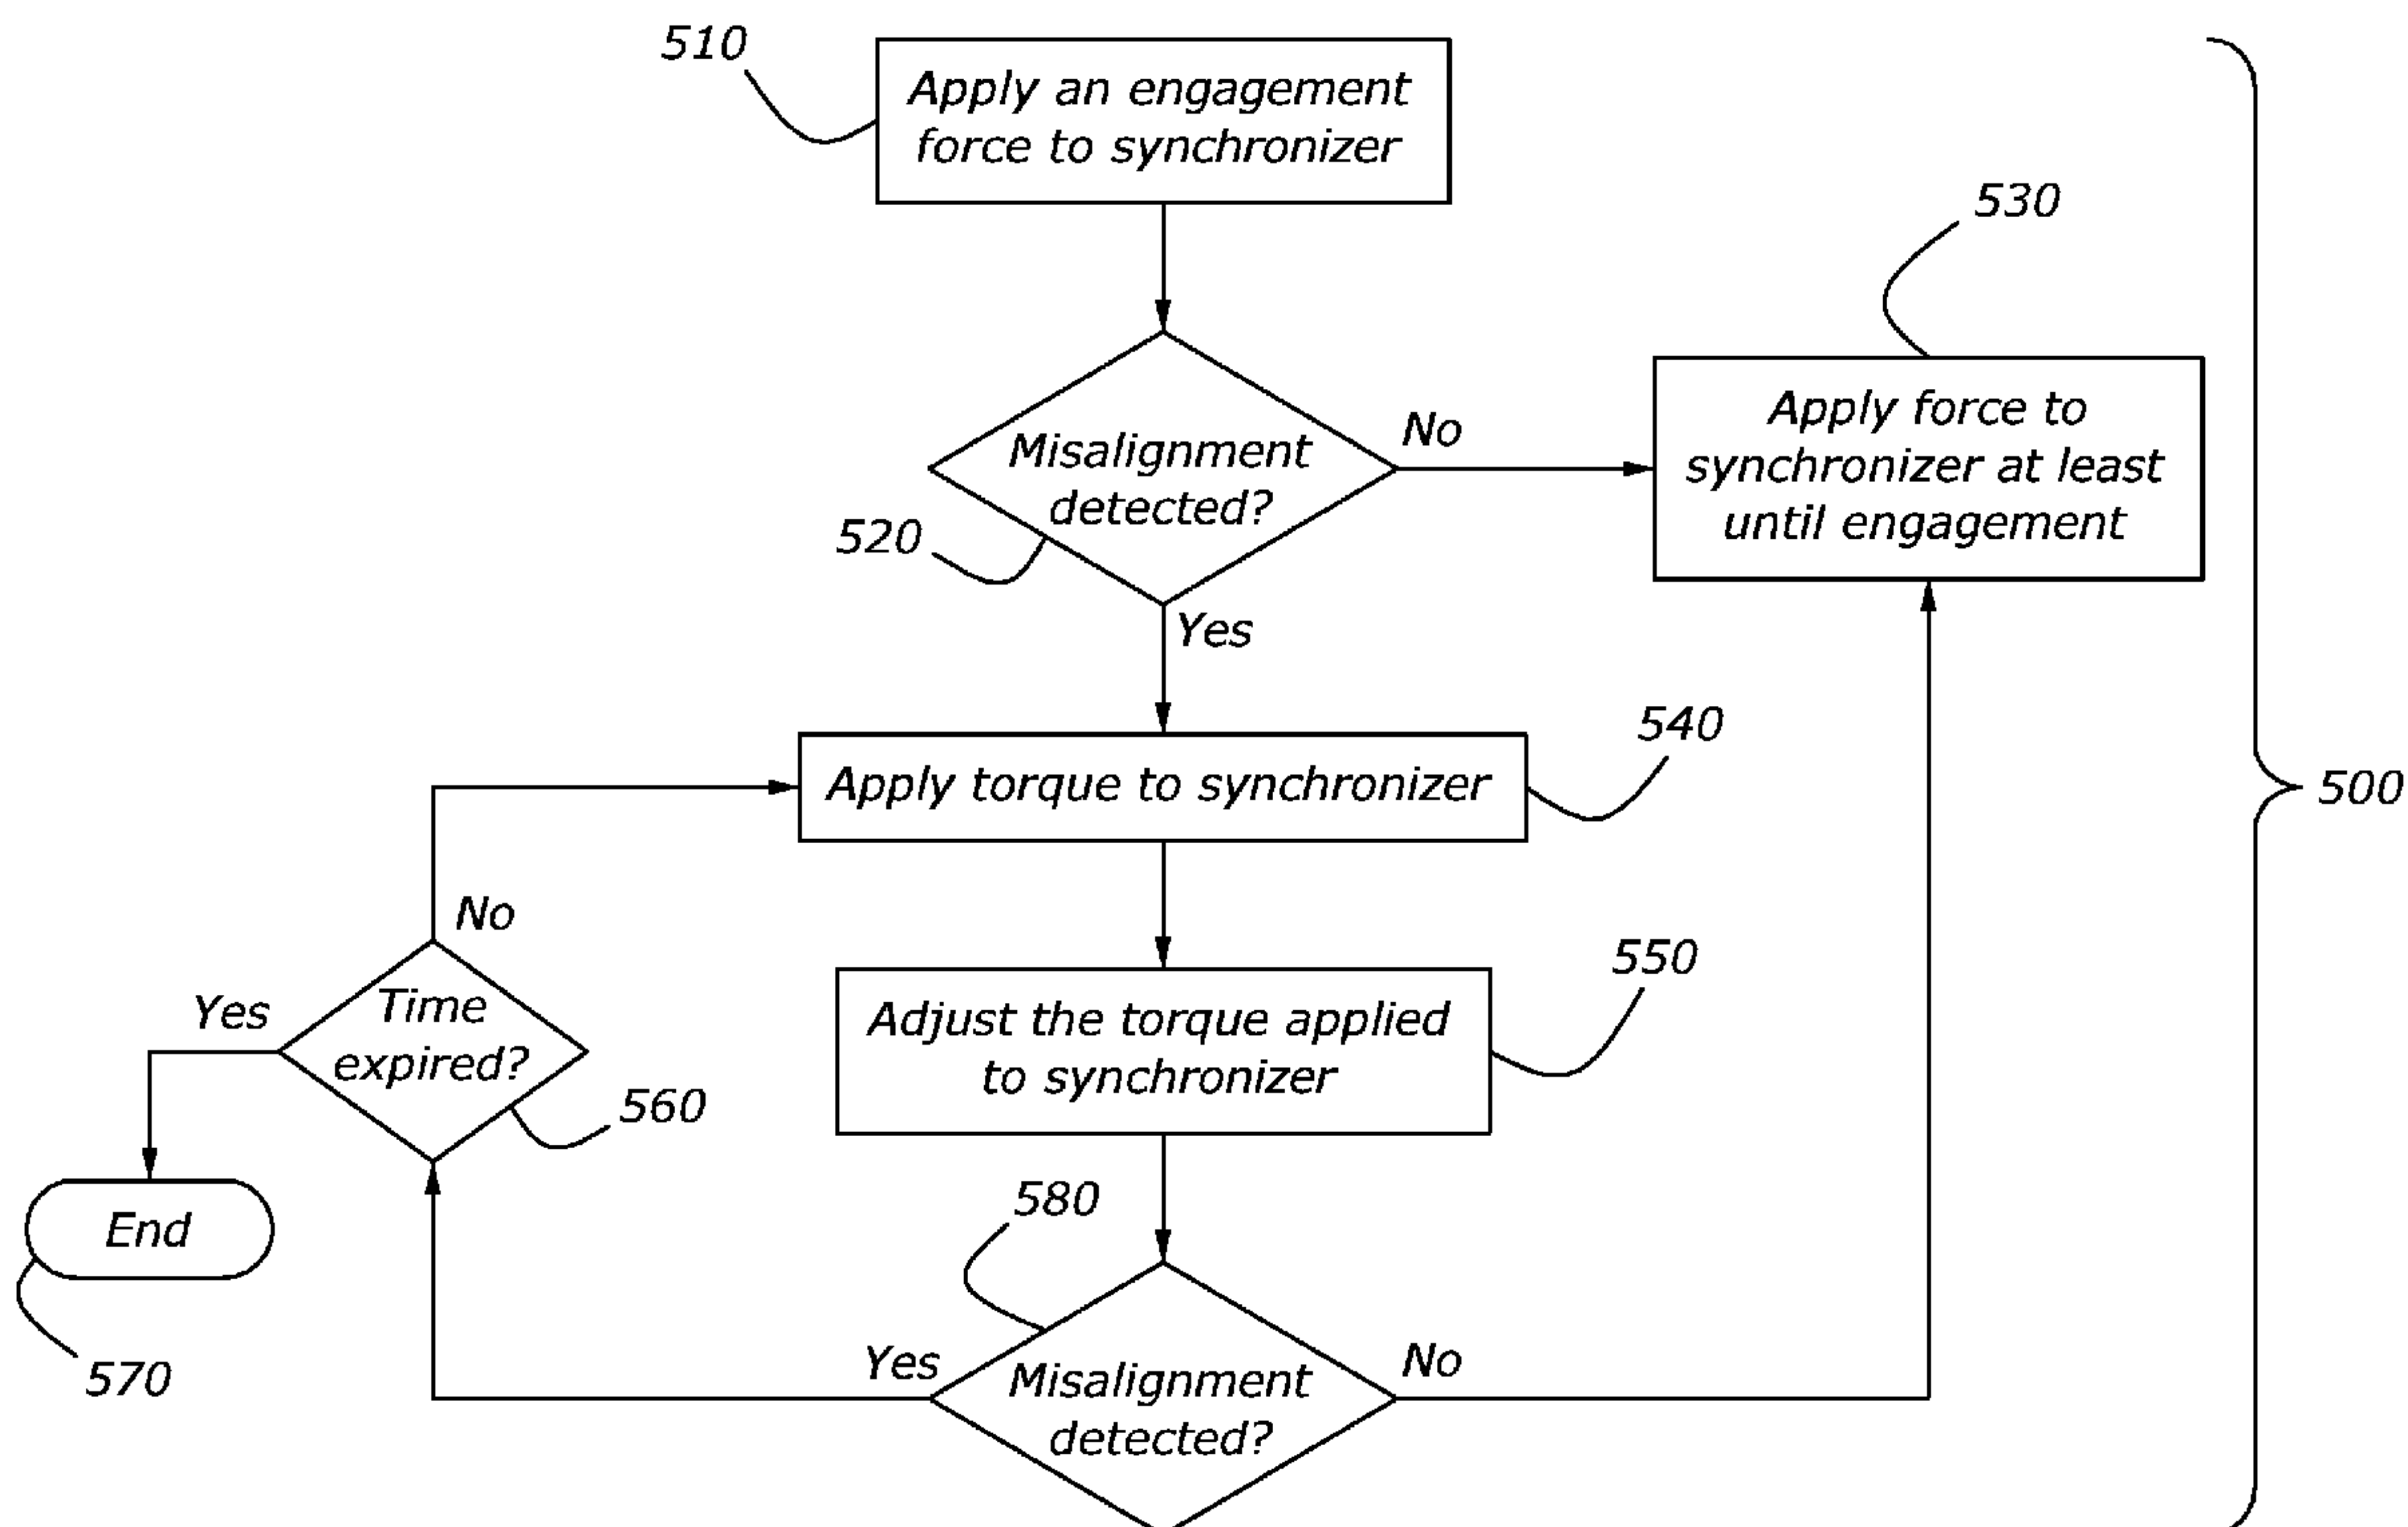 510
Apply an engagement
force to synchronizer
530
Apply force to
synchronizer at least
until engagement
No
Misalignment
detected?
520
Yes
540
Apply torque to synchronizer
500
No
550
Adjust the torque applied
to synchronizer
Yes
Time
expired?
560
580
End
570
Yes
Misalignment
detected?
No